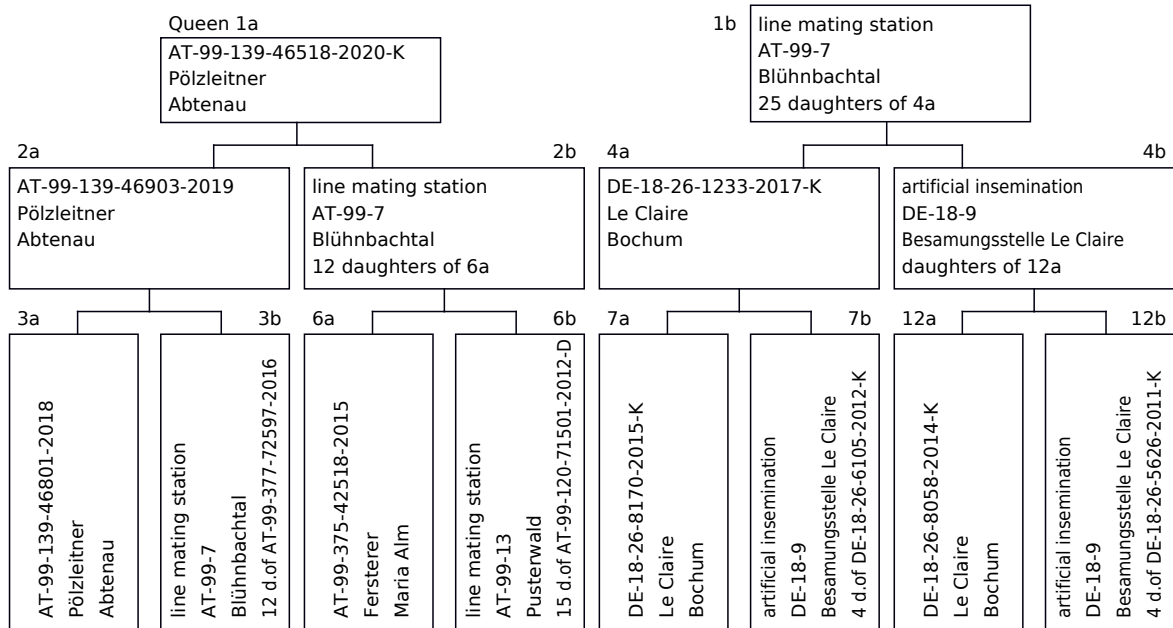 Queen 1a
AT-99-139-46518-2020-K
Pölzleitner
Abtenau
1b
line mating station
AT-99-7
Blühnbachtal
25 daughters of 4a
2a
AT-99-139-46903-2019
Pölzleitner
Abtenau
2b
line mating station
AT-99-7
Blühnbachtal
12 daughters of 6a
4a
DE-18-26-1233-2017-K
Le Claire
Bochum
4b
artificial insemination
DE-18-9
Besamungsstelle Le Claire
daughters of 12a
3a
AT-99-139-46801-2018
Pölzleitner
Abtenau
3b
line mating station
AT-99-7
Blühnbachtal
12 d.of AT-99-377-72597-2016
6a
AT-99-375-42518-2015
Fersterer
Maria Alm
6b
line mating station
AT-99-13
Pusterwald
15 d.of AT-99-120-71501-2012-D
7a
DE-18-26-8170-2015-K
Le Claire
Bochum
7b
artificial insemination
DE-18-9
Besamungsstelle Le Claire
4 d.of DE-18-26-6105-2012-K
12a
DE-18-26-8058-2014-K
Le Claire
Bochum
12b
artificial insemination
DE-18-9
Besamungsstelle Le Claire
4 d.of DE-18-26-5626-2011-K